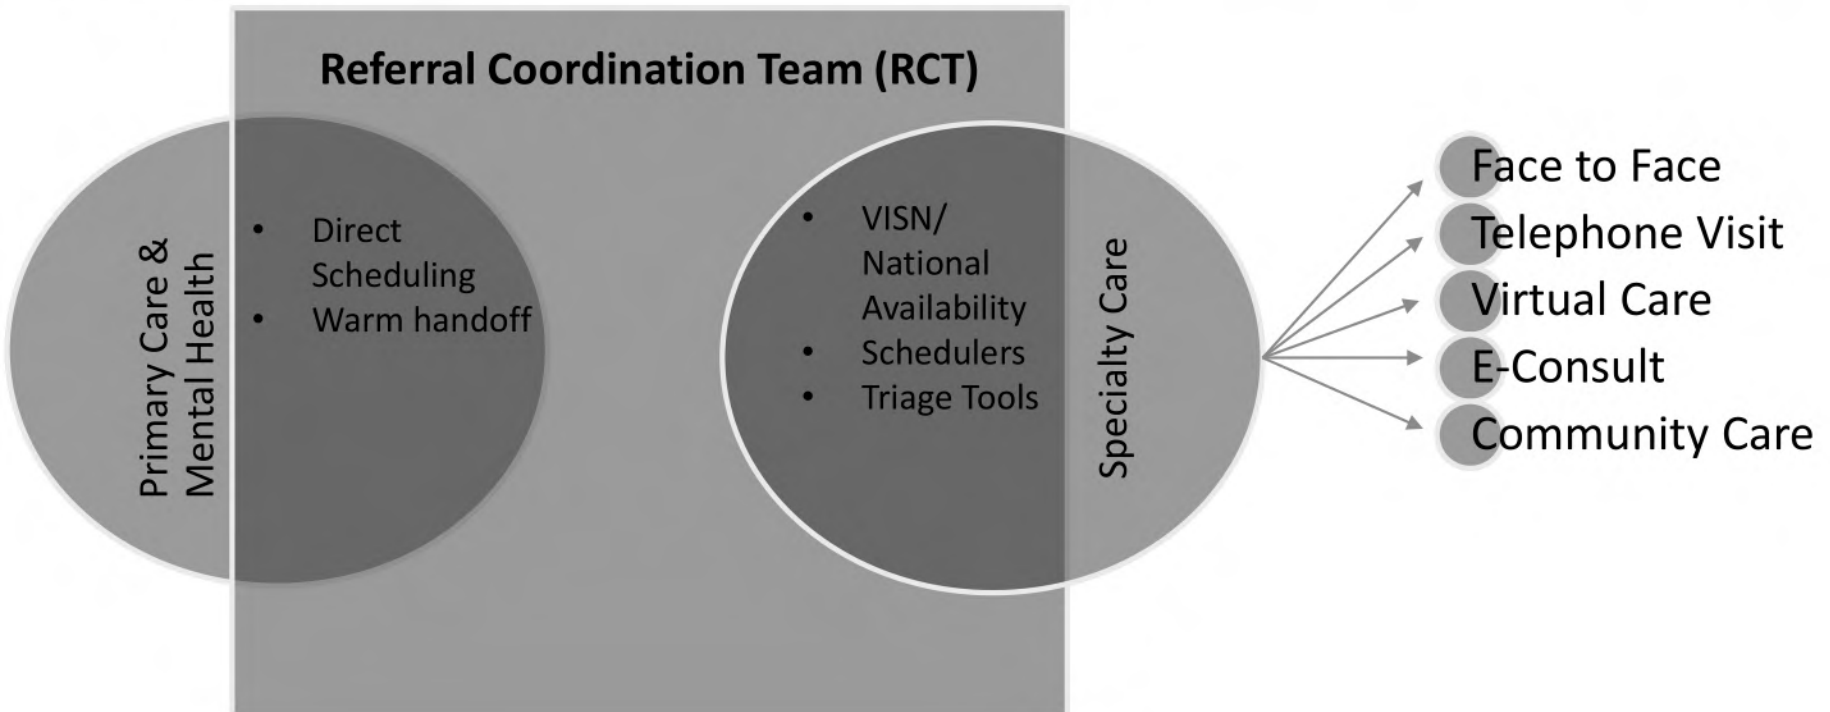 Referral Coordination Team (RCT)
Primary Care &
Mental Health
• Direct
Scheduling
• Warm handoff
• VISN/
National
Availability
• Schedulers
• Triage Tools
Specialty Care
Face to Face
Telephone Visit
Virtual Care
E-Consult
Community Care